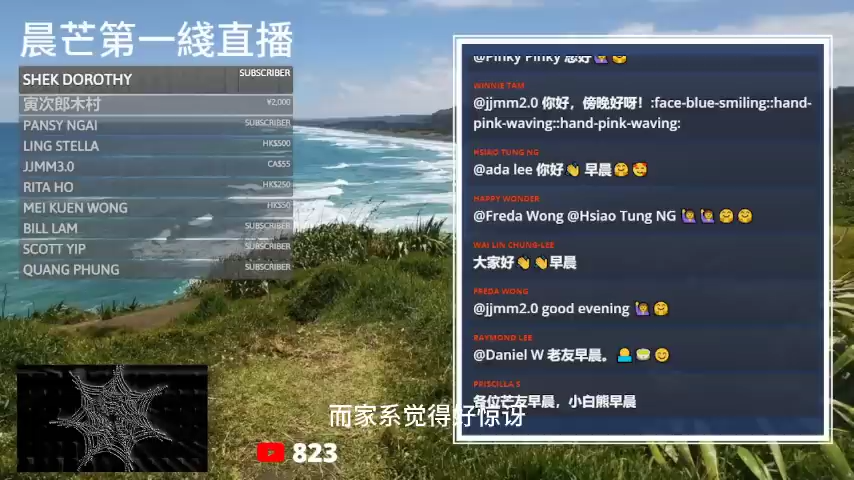 晨芒第一綫直播
SHEK DOROTHY SUBSCRIBER
寅次郎木村 ¥2,000
PANSY NGAI SUBSCRIBER
LING STELLA HK$500
JJMM3.0 CA$55
RITA HO HK$250
MEI KUEN WONG HK$50
BILL LAM SUBSCRIBER
SCOTT YIP SUBSCRIBER
QUANG PHUNG SUBSCRIBER
@Pinky Pinky 您好🙋‍♀️🤗
WINNIE TAM
@jjmm2.0 你好，傍晚好呀！:face-blue-smiling::hand-
pink-waving::hand-pink-waving:
HSIAO TUNG NG
@ada lee 你好👏 早晨🤗🥰
HAPPY WONDER
@Freda Wong @Hsiao Tung NG 🙋‍♀️🙋‍♀️🤗🤗
WAI LIN CHUNG-LEE
大家好👏👏早晨
FREDA WONG
@jjmm2.0 good evening 🙋‍♀️🤗
RAYMOND LEE
@Daniel W 老友早晨。🙇‍♂️🍵😊
PRISCILLA S
各位芒友早晨，小白熊早晨
而家系觉得好惊讶
823